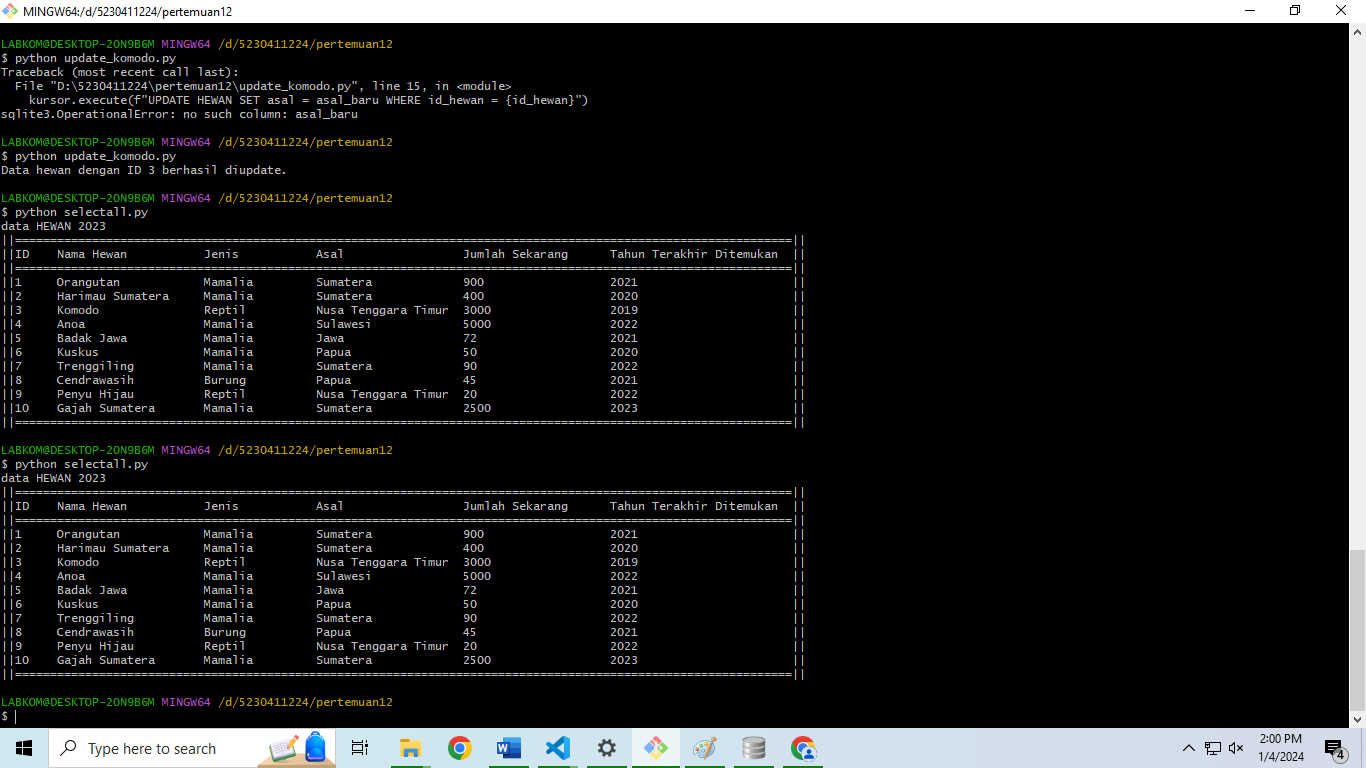 MINGW64:/d/5230411224/pertemuan12
LABKOM@DESKTOP-2ON9B6M MINGW64 /d/5230411224/pertemuan12
$ python update_komodo.py
Traceback (most recent call last):
  File "D:\5230411224\pertemuan12\update_komodo.py", line 15, in <module>
    kursor.execute(f"UPDATE HEWAN SET asal = asal_baru WHERE id_hewan = {id_hewan}")
sqlite3.OperationalError: no such column: asal_baru
LABKOM@DESKTOP-2ON9B6M MINGW64 /d/5230411224/pertemuan12
$ python update_komodo.py
Data hewan dengan ID 3 berhasil diupdate.
LABKOM@DESKTOP-2ON9B6M MINGW64 /d/5230411224/pertemuan12
$ python selectall.py
data HEWAN 2023
||===============================================================================================================||
||ID    Nama Hewan           Jenis           Asal                 Jumlah Sekarang      Tahun Terakhir Ditemukan  ||
||===============================================================================================================||
||1     Orangutan            Mamalia         Sumatera             900                  2021                      ||
||2     Harimau Sumatera     Mamalia         Sumatera             400                  2020                      ||
||3     Komodo               Reptil          Nusa Tenggara Timur  3000                 2019                      ||
||4     Anoa                 Mamalia         Sulawesi             5000                 2022                      ||
||5     Badak Jawa           Mamalia         Jawa                 72                   2021                      ||
||6     Kuskus               Mamalia         Papua                50                   2020                      ||
||7     Trenggiling          Mamalia         Sumatera             90                   2022                      ||
||8     Cendrawasih          Burung          Papua                45                   2021                      ||
||9     Penyu Hijau          Reptil          Nusa Tenggara Timur  20                   2022                      ||
||10    Gajah Sumatera       Mamalia         Sumatera             2500                 2023                      ||
||===============================================================================================================||
LABKOM@DESKTOP-2ON9B6M MINGW64 /d/5230411224/pertemuan12
$ python selectall.py
data HEWAN 2023
||===============================================================================================================||
||ID    Nama Hewan           Jenis           Asal                 Jumlah Sekarang      Tahun Terakhir Ditemukan  ||
||===============================================================================================================||
||1     Orangutan            Mamalia         Sumatera             900                  2021                      ||
||2     Harimau Sumatera     Mamalia         Sumatera             400                  2020                      ||
||3     Komodo               Reptil          Nusa Tenggara Timur  3000                 2019                      ||
||4     Anoa                 Mamalia         Sulawesi             5000                 2022                      ||
||5     Badak Jawa           Mamalia         Jawa                 72                   2021                      ||
||6     Kuskus               Mamalia         Papua                50                   2020                      ||
||7     Trenggiling          Mamalia         Sumatera             90                   2022                      ||
||8     Cendrawasih          Burung          Papua                45                   2021                      ||
||9     Penyu Hijau          Reptil          Nusa Tenggara Timur  20                   2022                      ||
||10    Gajah Sumatera       Mamalia         Sumatera             2500                 2023                      ||
||===============================================================================================================||
LABKOM@DESKTOP-2ON9B6M MINGW64 /d/5230411224/pertemuan12
$
Type here to search
2:00 PM
1/4/2024
4